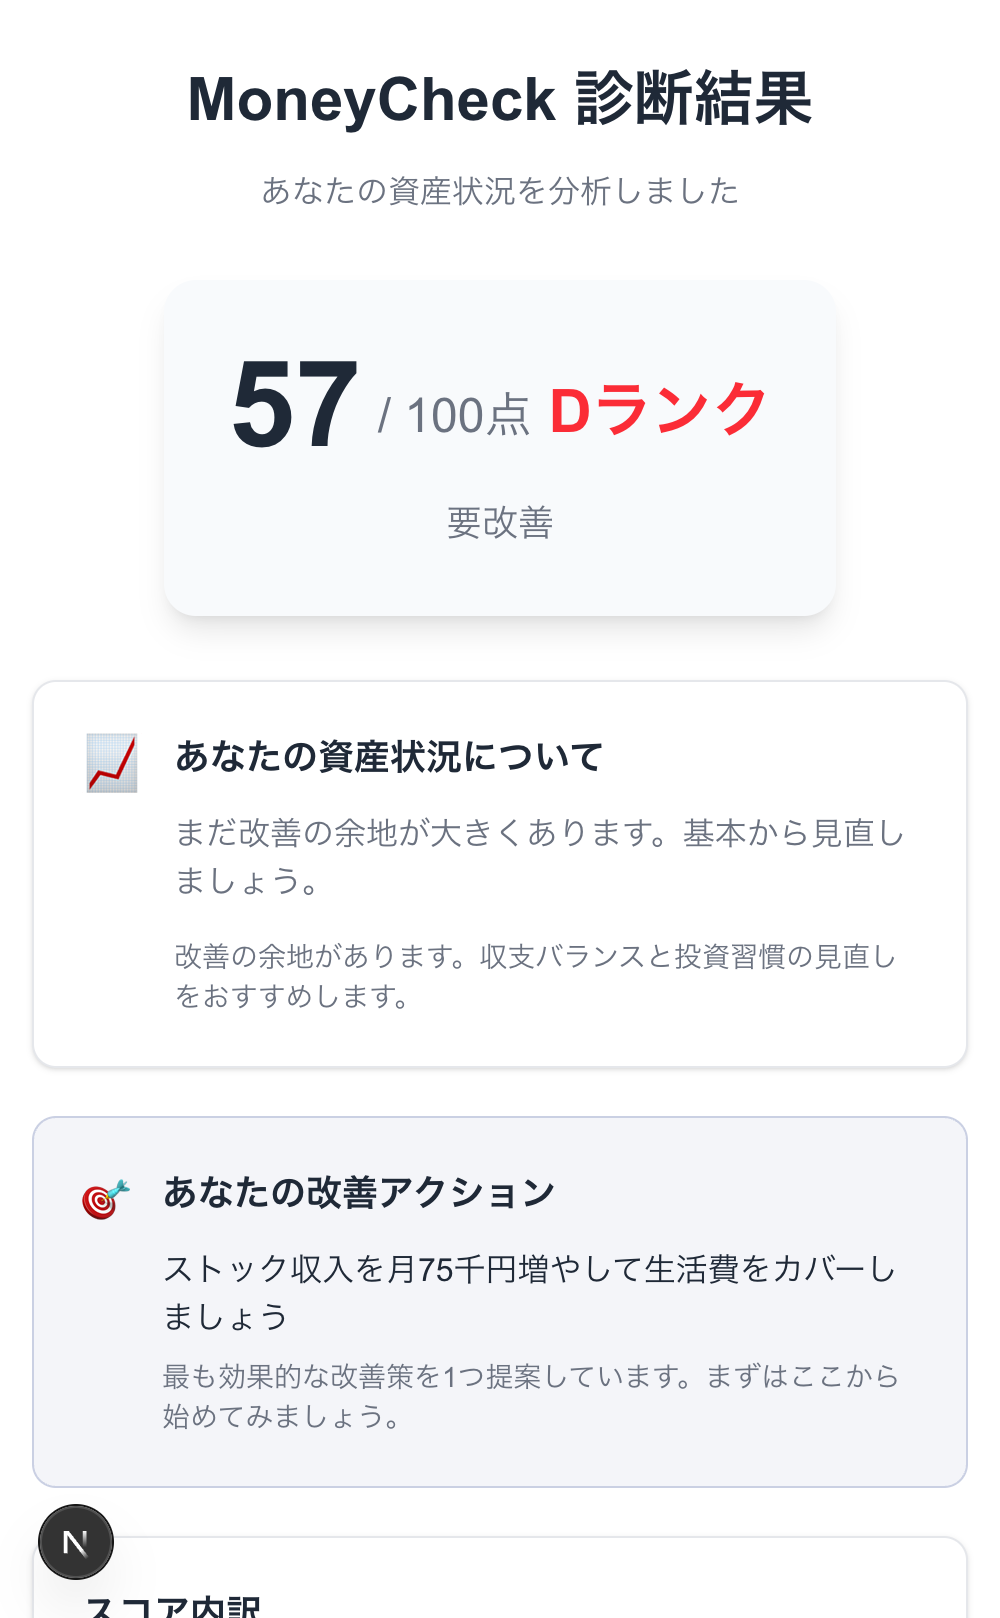 MoneyCheck 診断結果
あなたの資産状況を分析しました
57 / 100点 Dランク
要改善
あなたの資産状況について
まだ改善の余地が大きくあります。基本から見直し
ましょう。
改善の余地があります。収支バランスと投資習慣の見直し
をおすすめします。
あなたの改善アクション
ストック収入を月75千円増やして生活費をカバーし
ましょう
最も効果的な改善策を1つ提案しています。まずはここから
始めてみましょう。
N
スコア内訳